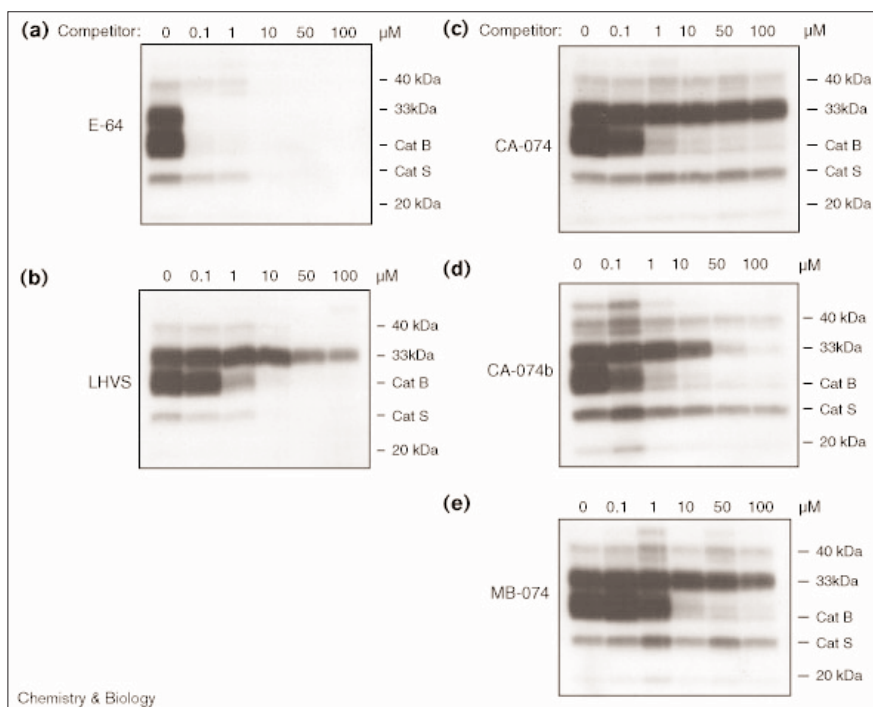 (a) Competitor: 0 0.1 1 10 50 100 μM
40 kDa
33kDa
E-64
Cat B
Cat S
20 kDa
(b) 0 0.1 1 10 50 100 μM
40 kDa
33kDa
LHVS
Cat B
Cat S
20 kDa
(c) Competitor: 0 0.1 1 10 50 100 μM
40 kDa
33kDa
CA-074
Cat B
Cat S
20 kDa
(d) 0 0.1 1 10 50 100 μM
40 kDa
33kDa
CA-074b
Cat B
Cat S
20 kDa
(e) 0 0.1 1 10 50 100 μM
40 kDa
33kDa
MB-074
Cat B
Cat S
20 kDa
Chemistry & Biology